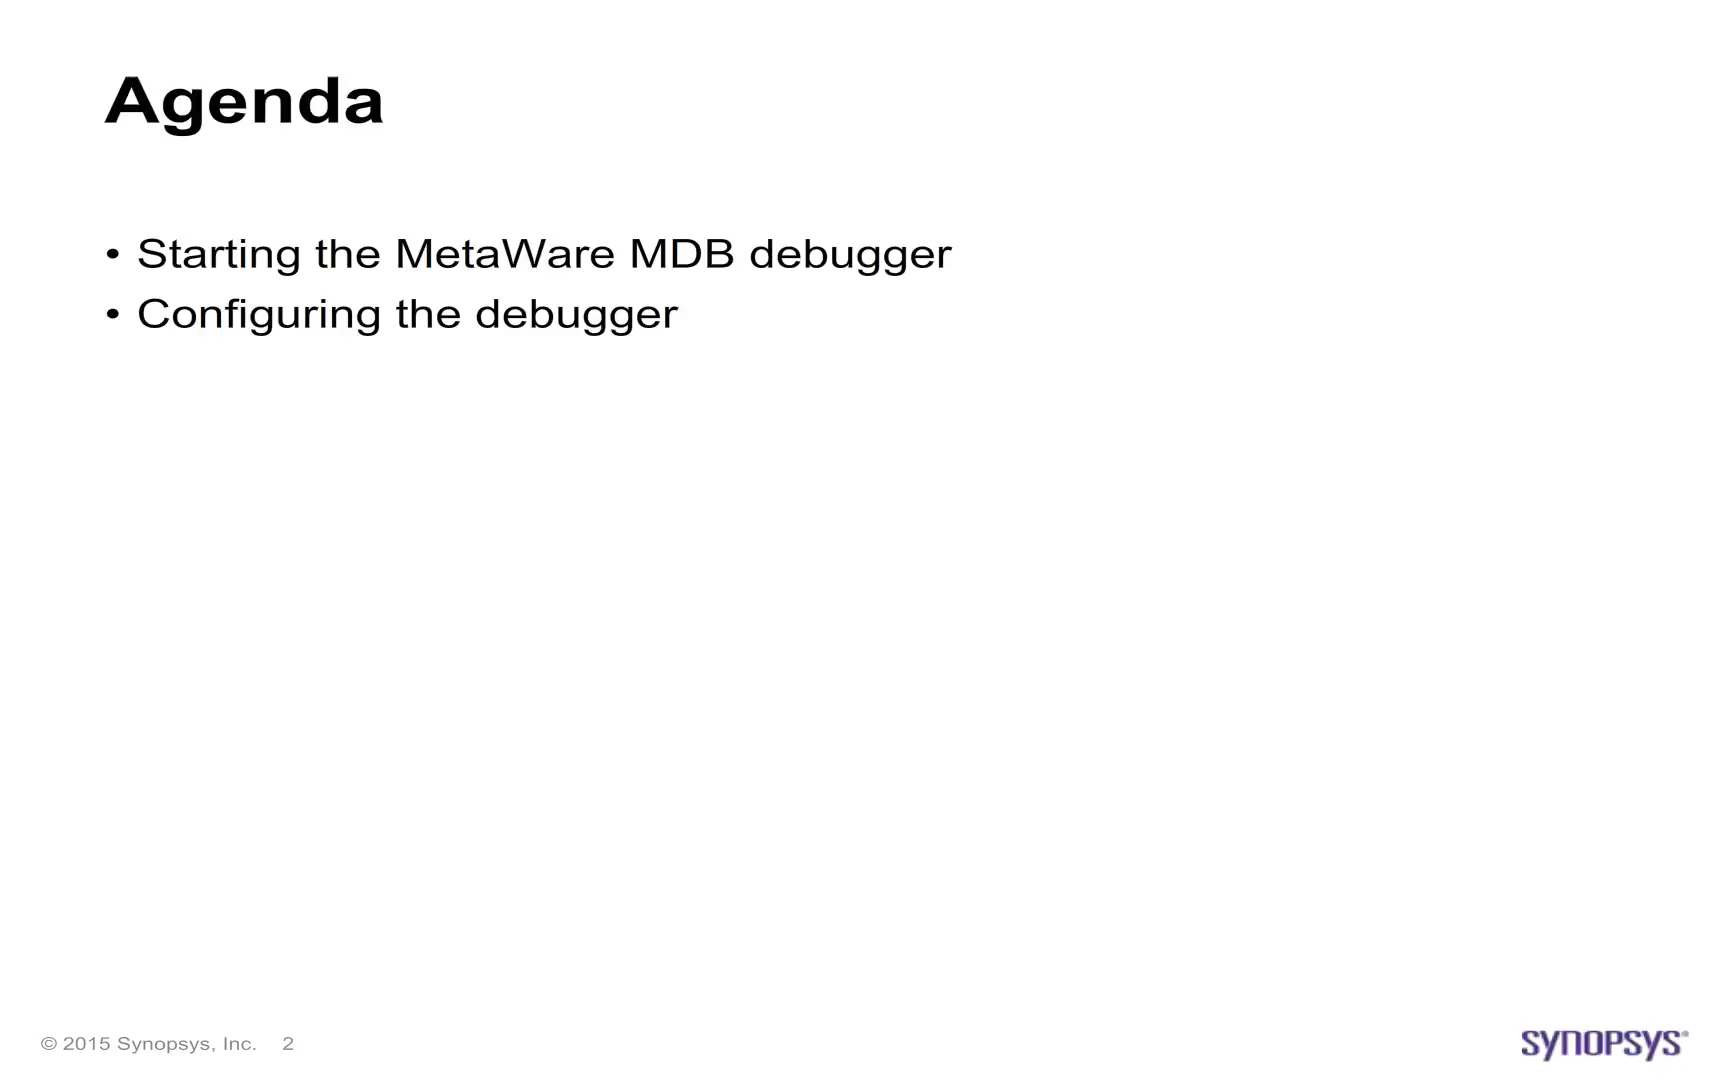 Agenda
• Starting the MetaWare MDB debugger
• Configuring the debugger
© 2015 Synopsys, Inc. 2
SYNOPSYS®